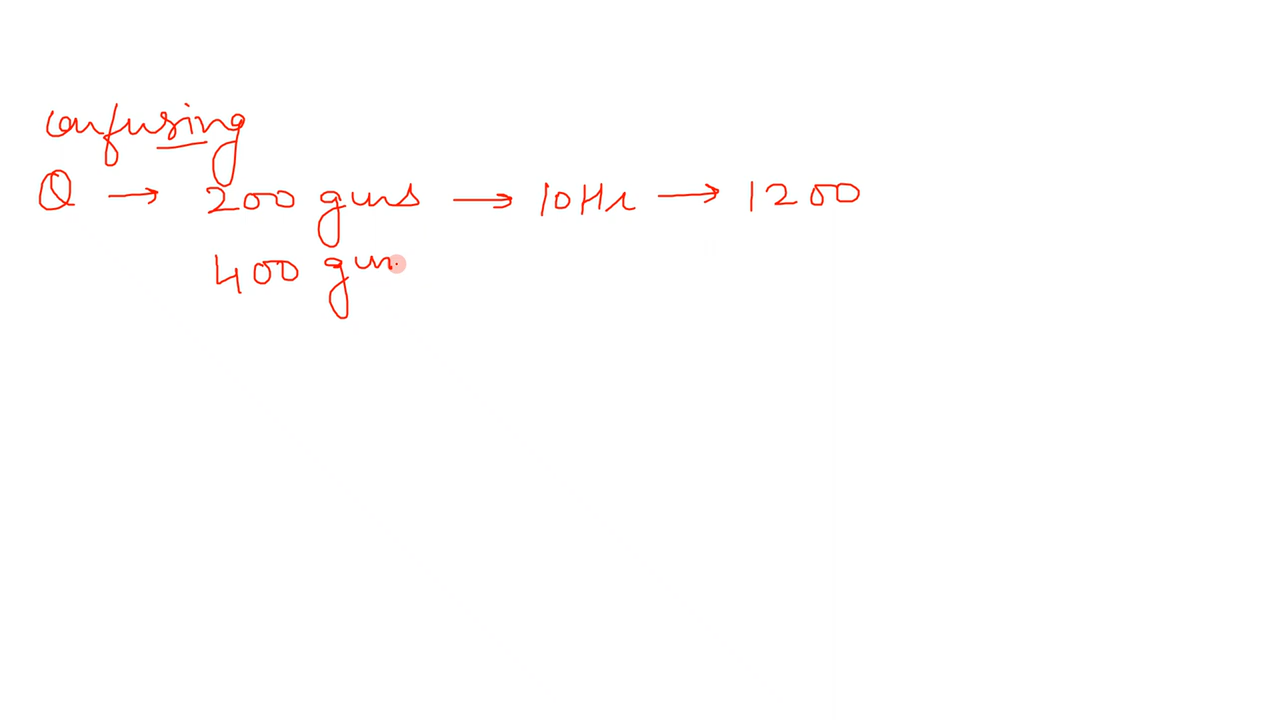 confusing
Q → 200 guns → 10Hr → 1200
400 gun